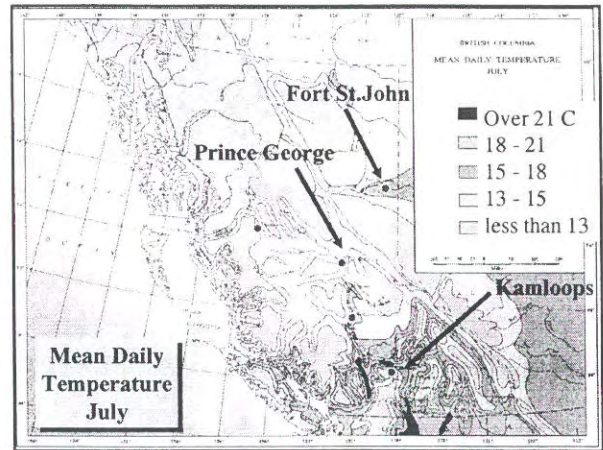 BRITISH COLUMBIA
MEAN DAILY TEMPERATURE
JULY
Over 21 C
18 - 21
15 - 18
13 - 15
less than 13
Fort St.John
Prince George
Kamloops
Mean Daily
Temperature
July